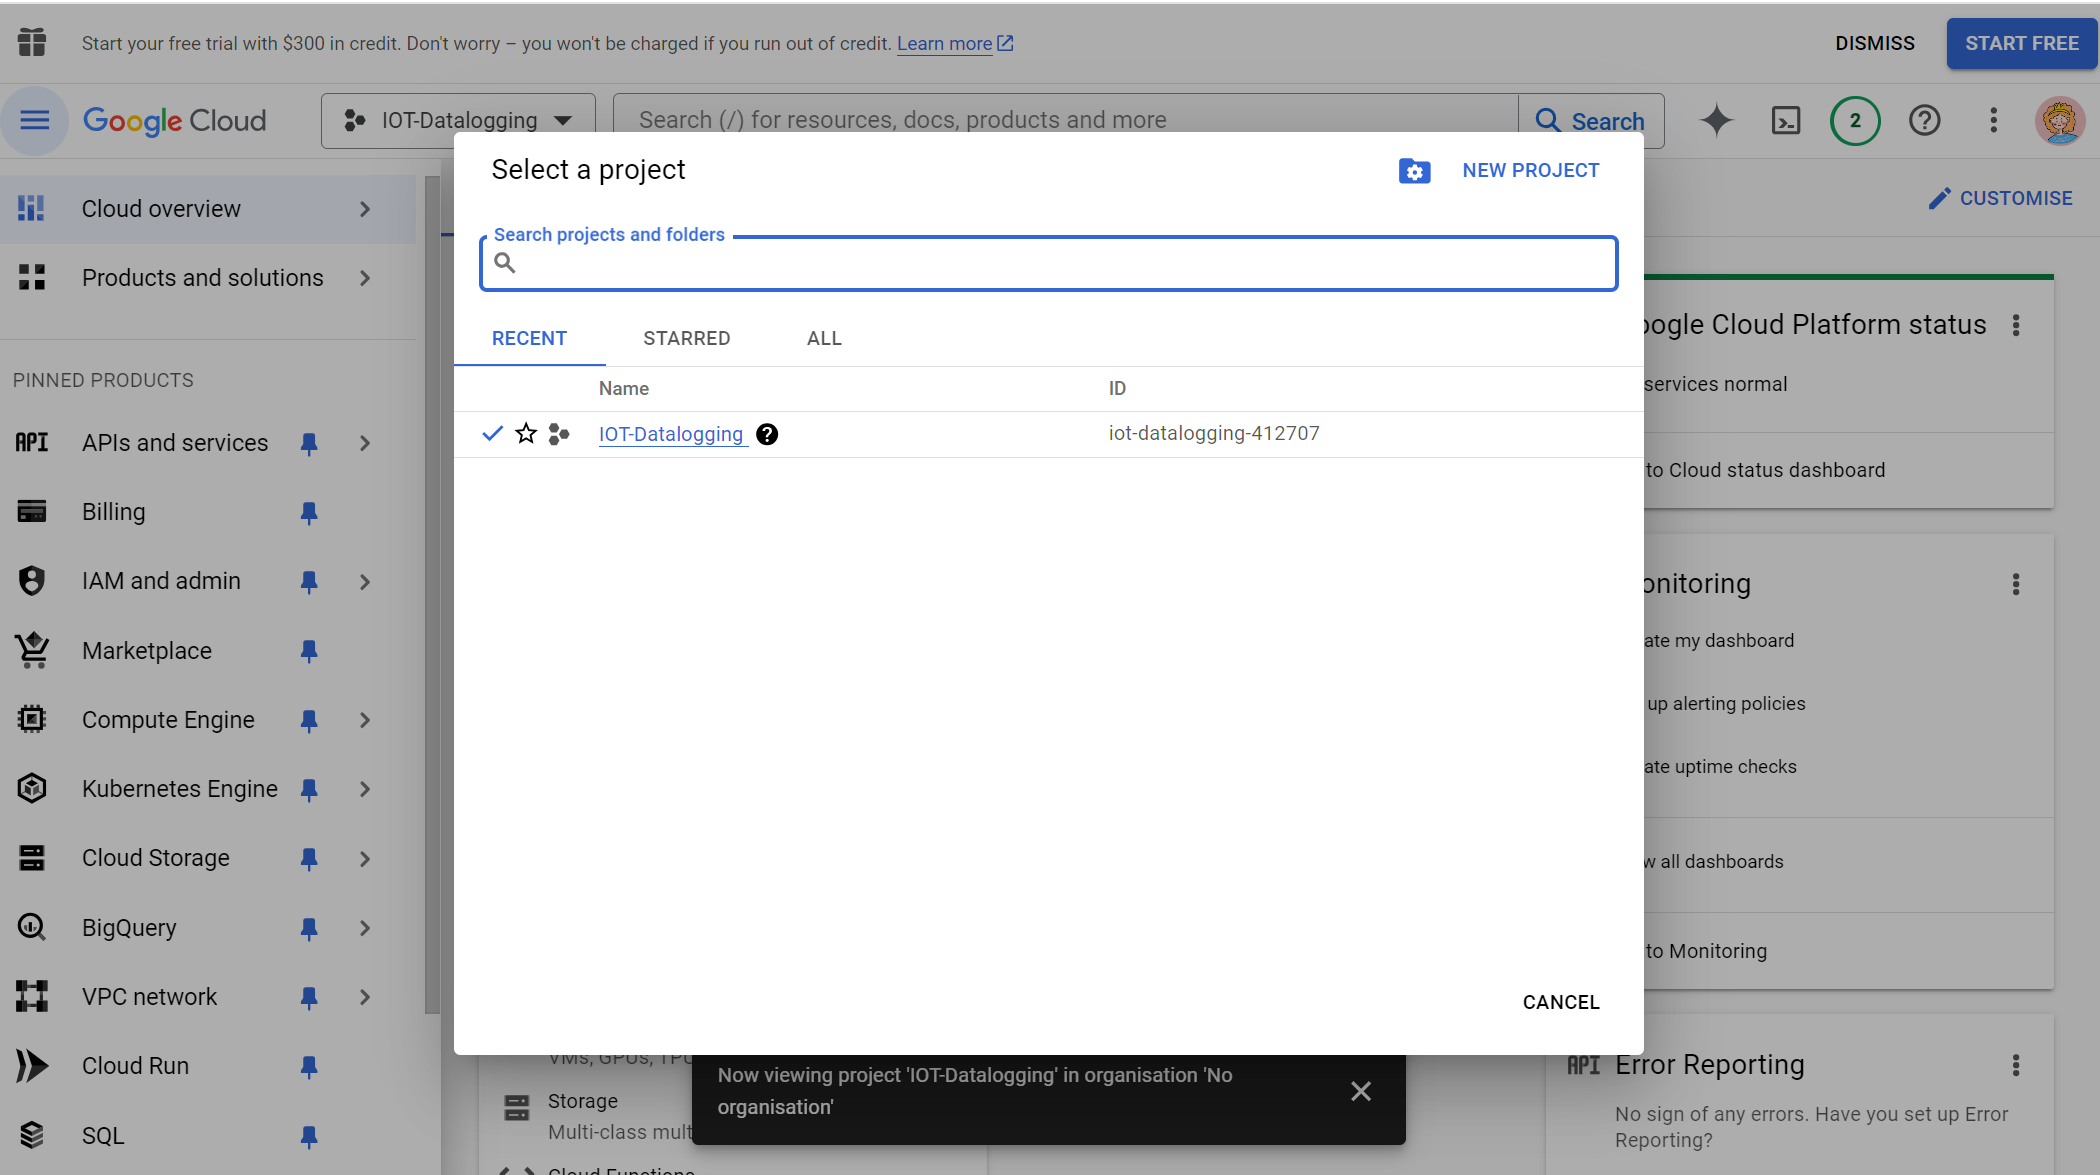 Start your free trial with $300 in credit. Don't worry – you won't be charged if you run out of credit. Learn more
DISMISS
START FREE
Google Cloud
IOT-Datalogging
Search (/) for resources, docs, products and more
Search
2
Select a project
NEW PROJECT
Search projects and folders
RECENT
STARRED
ALL
Name
ID
IOT-Datalogging
iot-datalogging-412707
CANCEL
Cloud overview
Products and solutions
PINNED PRODUCTS
API APIs and services
Billing
IAM and admin
Marketplace
Compute Engine
Kubernetes Engine
Cloud Storage
BigQuery
VPC network
Cloud Run
SQL
CUSTOMISE
oogle Cloud Platform status
services normal
to Cloud status dashboard
onitoring
ate my dashboard
up alerting policies
ate uptime checks
w all dashboards
to Monitoring
API Error Reporting
No sign of any errors. Have you set up Error
Reporting?
VMs, GPUs, TPU
Storage
Multi-class mult
Cloud Functions
Now viewing project 'IOT-Datalogging' in organisation 'No
organisation'